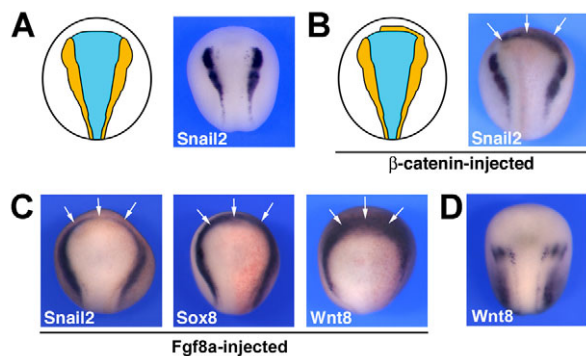 A
Snail2
B
Snail2
β-catenin-injected
C
Snail2
Sox8
Wnt8
Fgf8a-injected
D
Wnt8